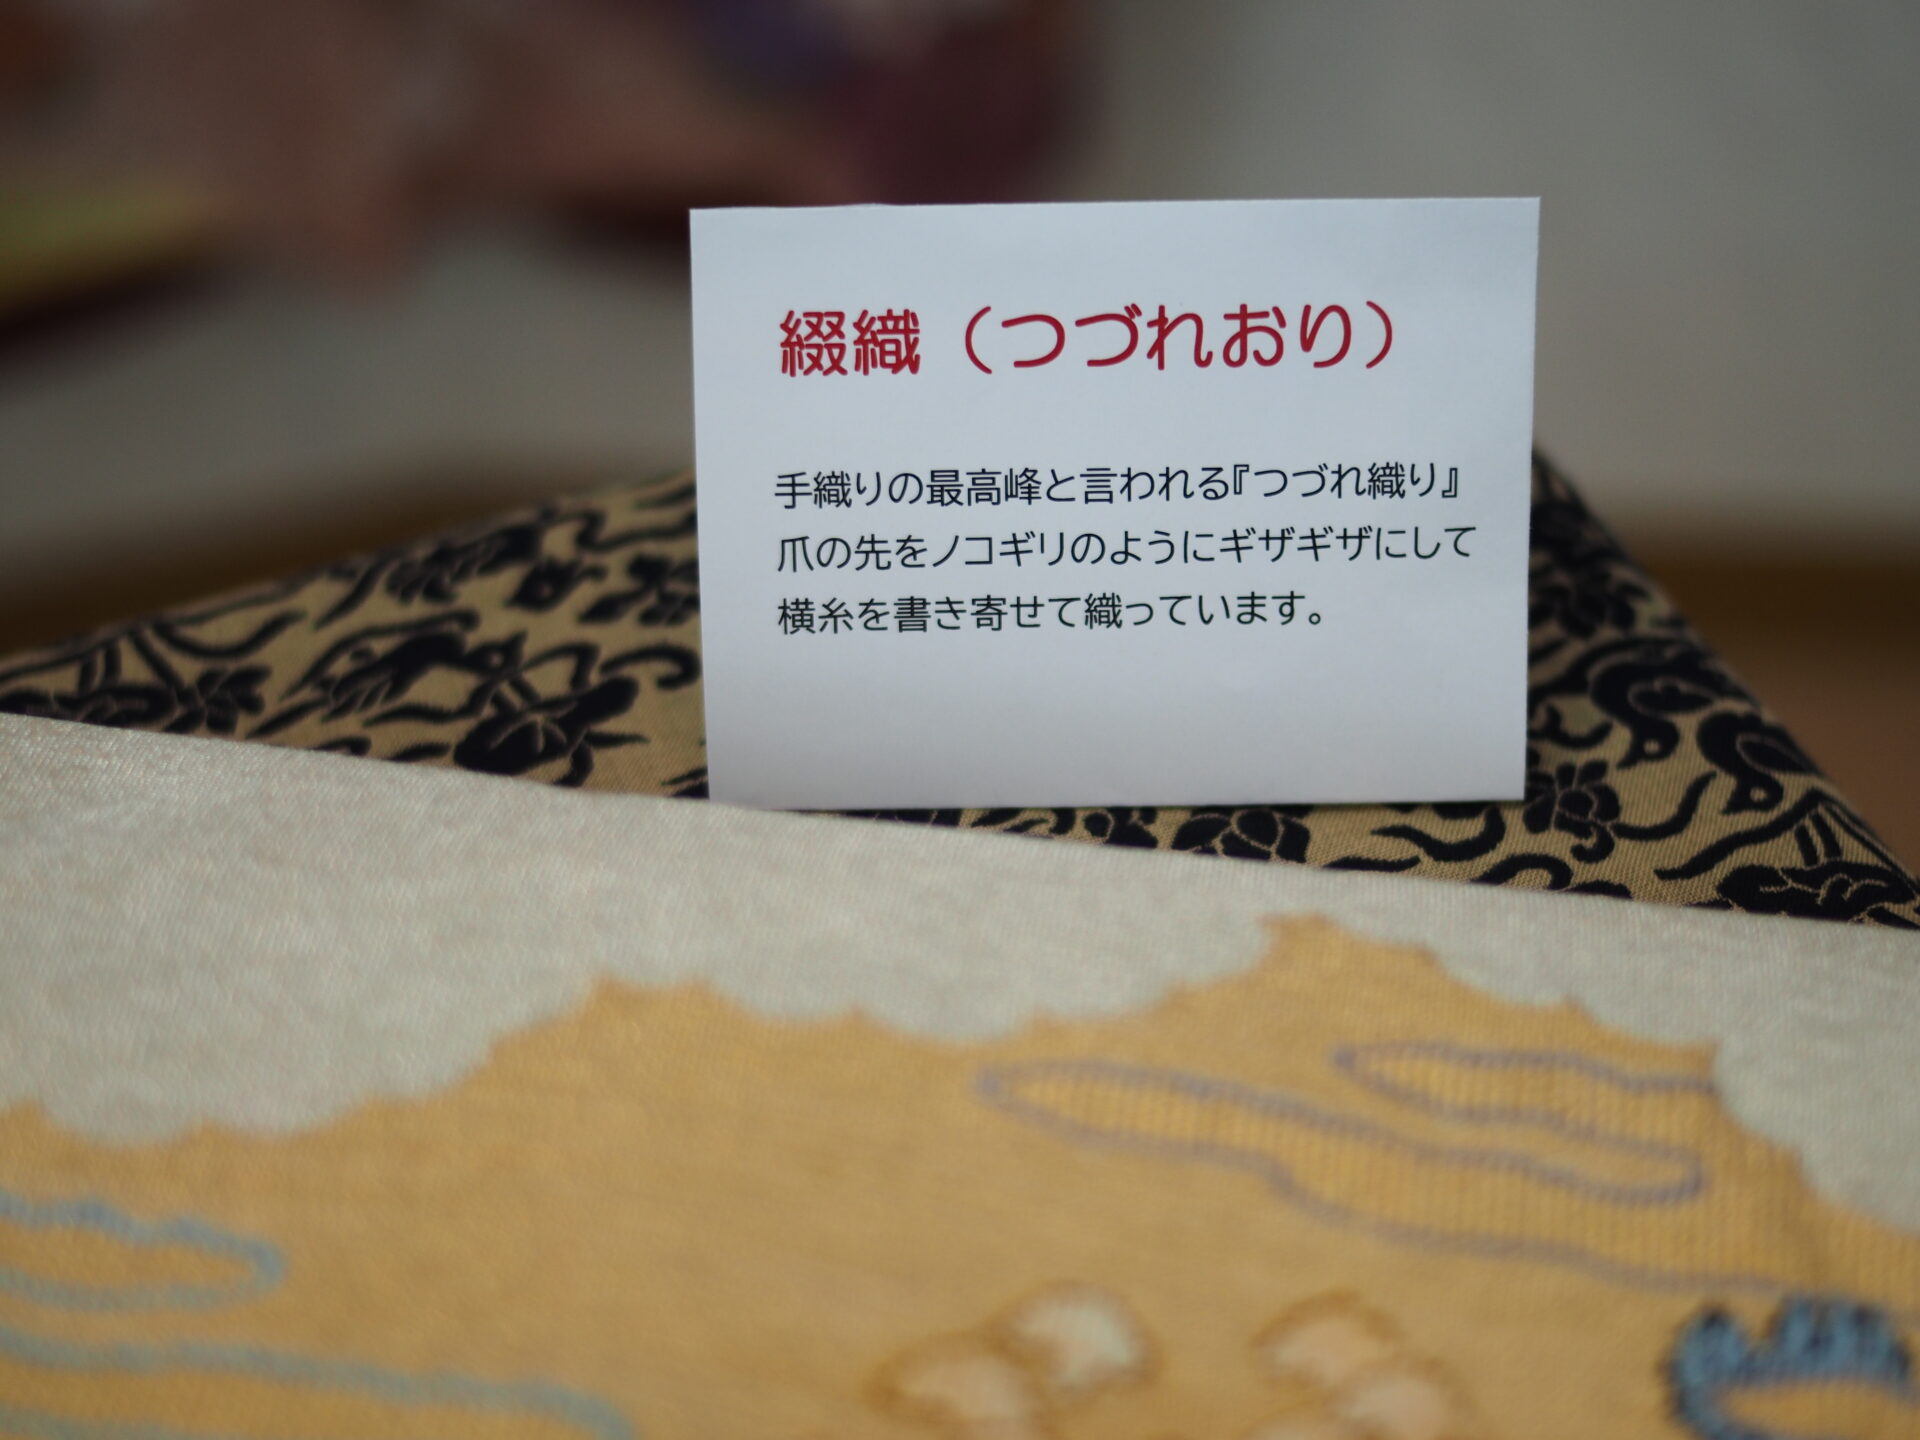 綴織（つづれおり）
手織りの最高峰と言われる『つづれ織り』
爪の先をノコギリのようにギザギザにして
横糸を書き寄せて織っています。